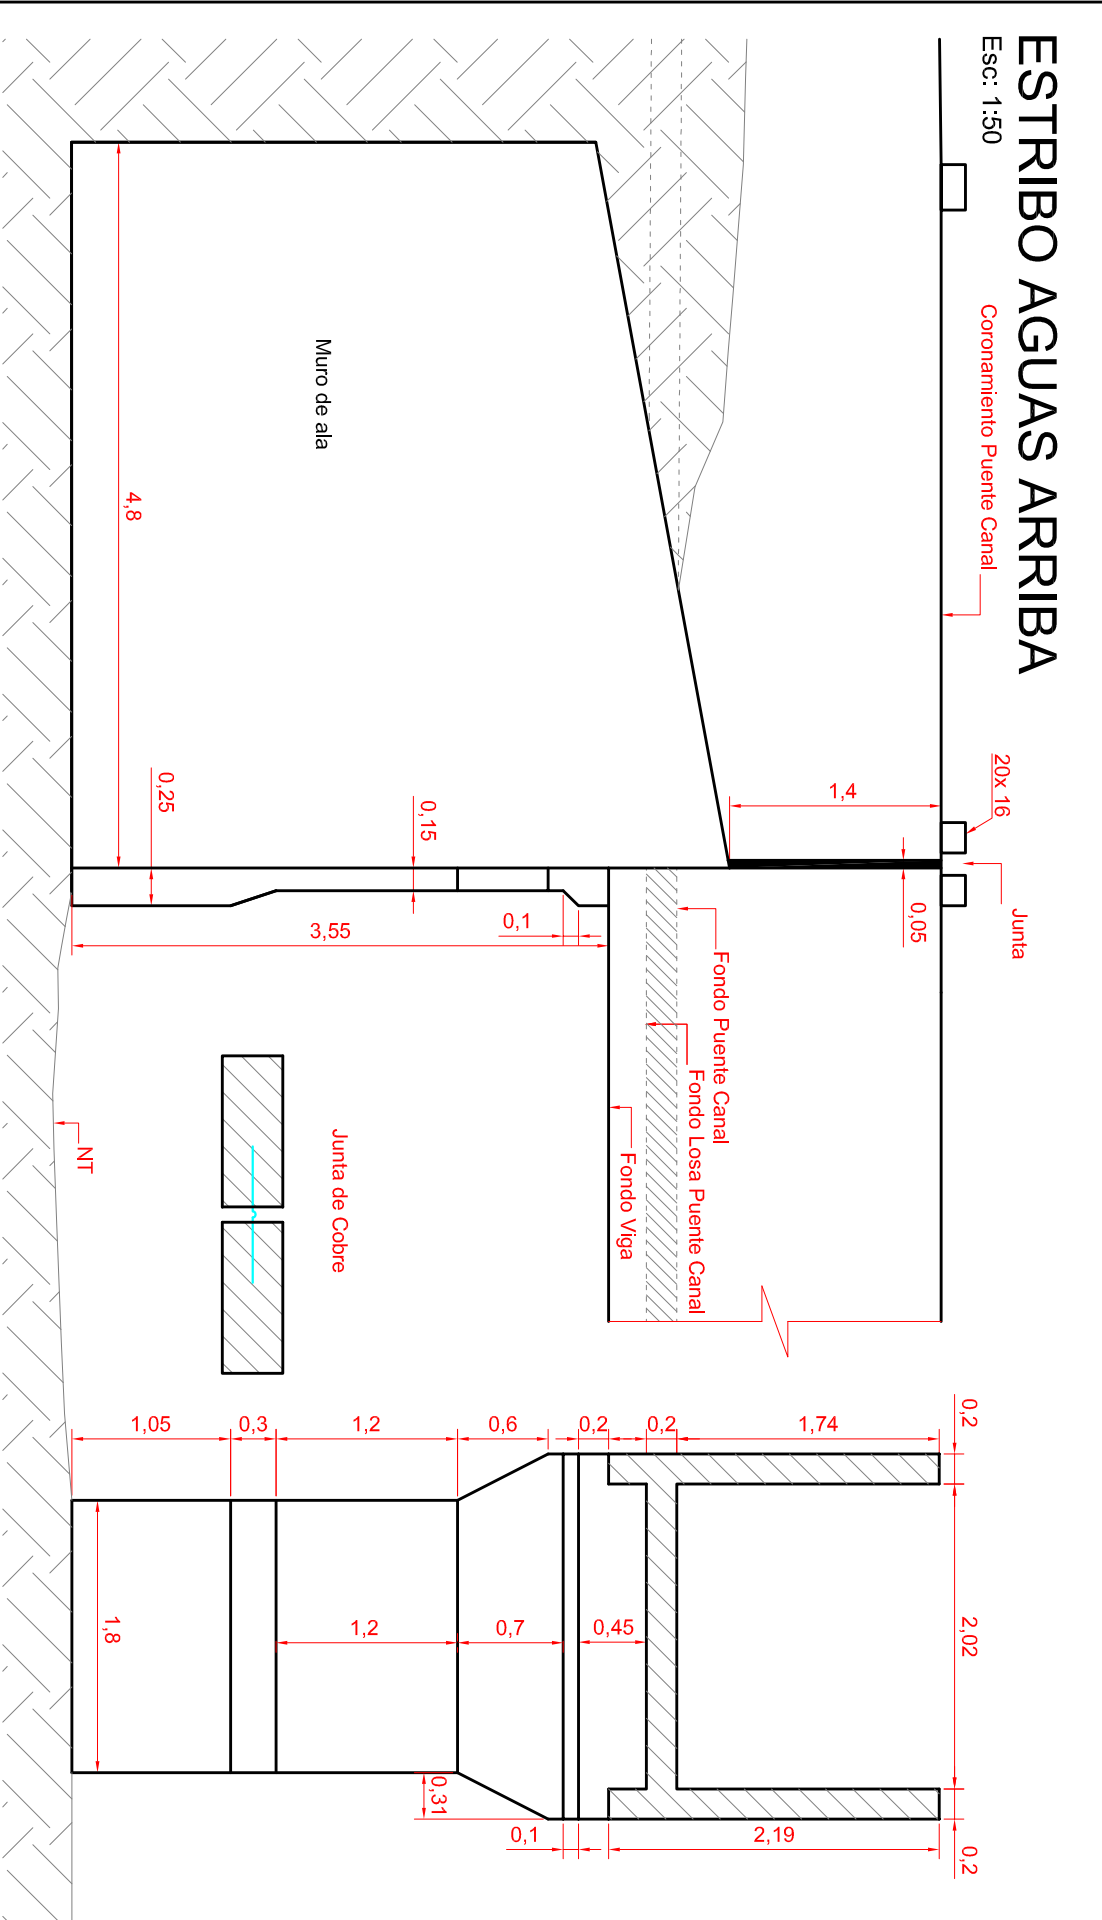 ESTRIBO AGUAS ARRIBA
Esc: 1:50
Coronamiento Puente Canal
20x 16
Junta
1,4
0,05
Muro de ala
4,8
0,25
0,15
3,55
0,1
Fondo Puente Canal
Fondo Losa Puente Canal
Fondo Viga
NT
Junta de Cobre
0,2
1,74
0,2
0,2
0,6
1,2
0,3
1,05
2,02
0,45
0,7
1,2
1,8
0,31
0,1
2,19
0,2